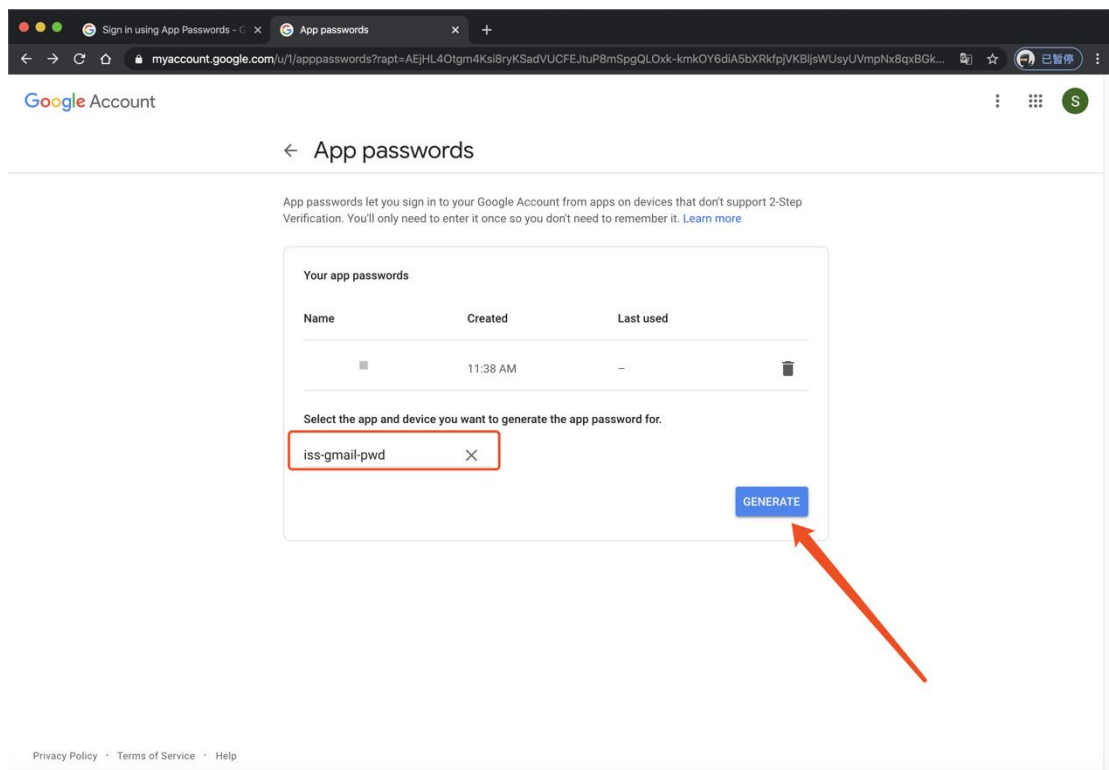 Sign in using App Passwords - G
App passwords
myaccount.google.com/u/1/apppasswords?rapt=AEjHL4Otgm4Ksi8ryKSadVUCFEJtuP8mSpgQLOxk-kmkOY6diA5bXRkfpjVKBljsWUsyUVmpNx8qxBGk...
已暂停
Google Account
S
App passwords
App passwords let you sign in to your Google Account from apps on devices that don't support 2-Step
Verification. You'll only need to enter it once so you don't need to remember it. Learn more
Your app passwords
Name Created Last used
11:38 AM –
Select the app and device you want to generate the app password for.
iss-gmail-pwd
GENERATE
Privacy Policy · Terms of Service · Help